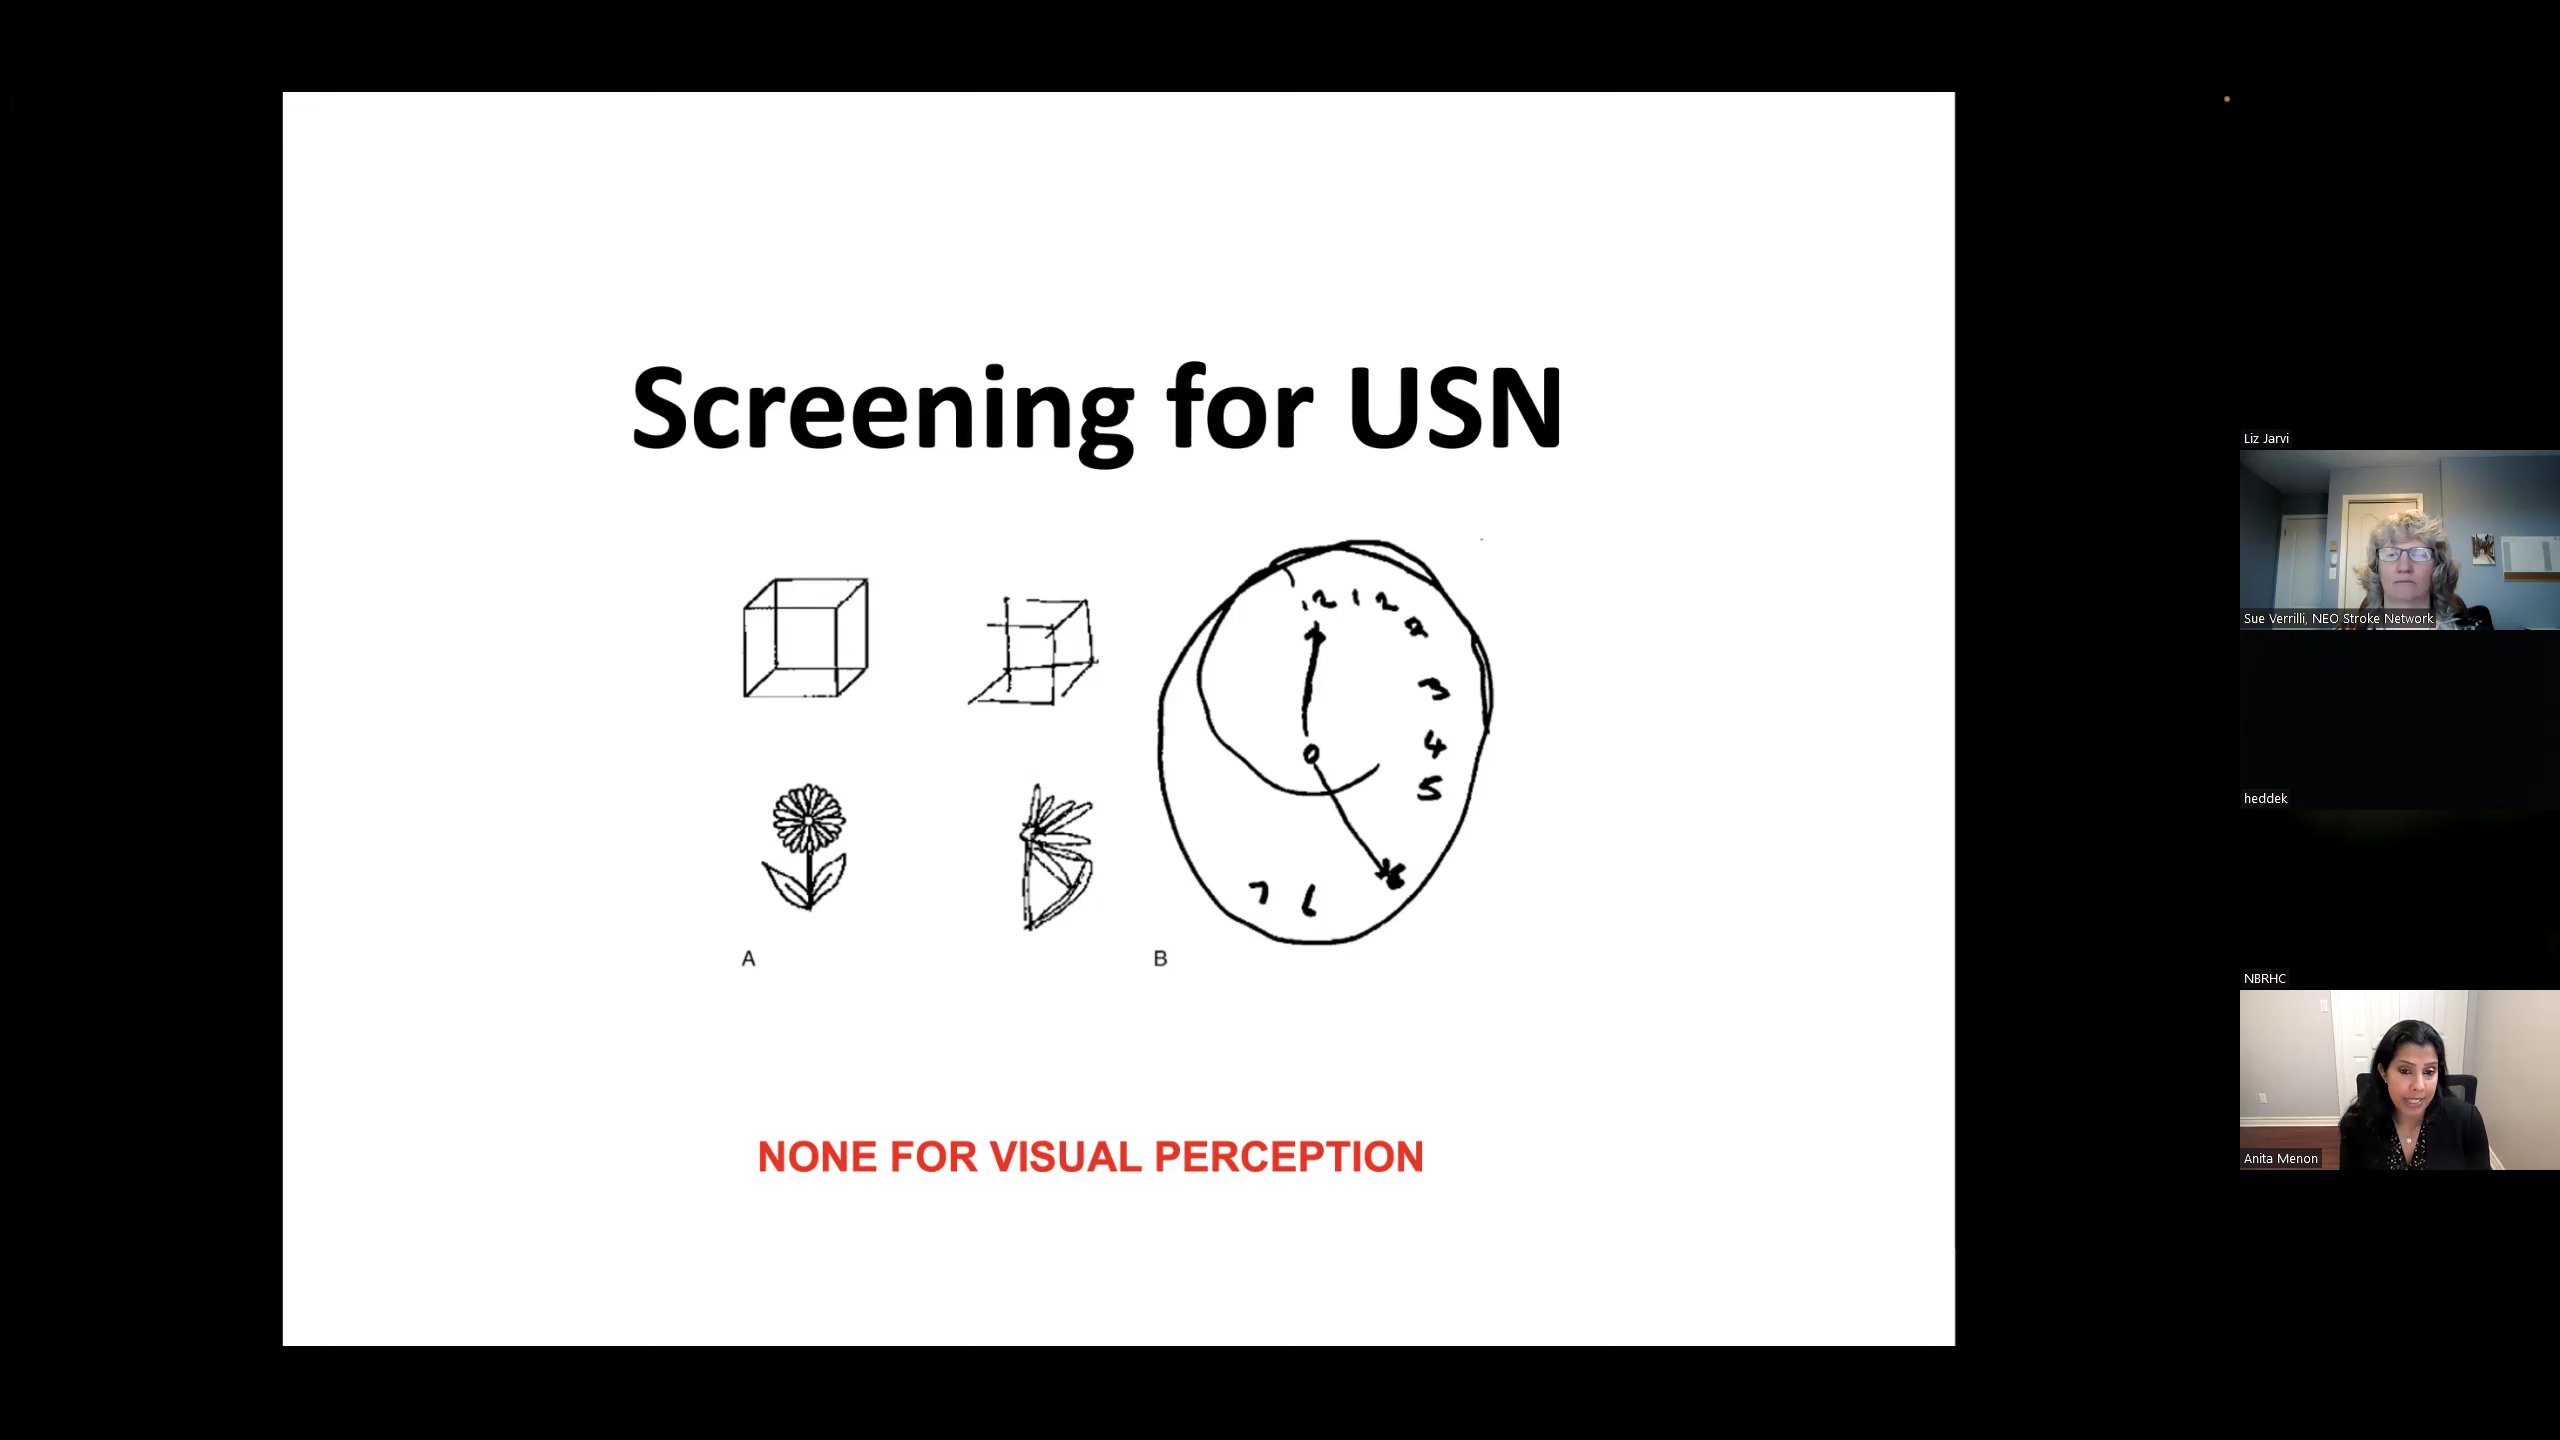 Screening for USN
12 1 2
3
4
5
7 6
A
B
NONE FOR VISUAL PERCEPTION
Liz Jarvi
Sue Verrilli, NEO Stroke Network
heddek
NBRHC
Anita Menon